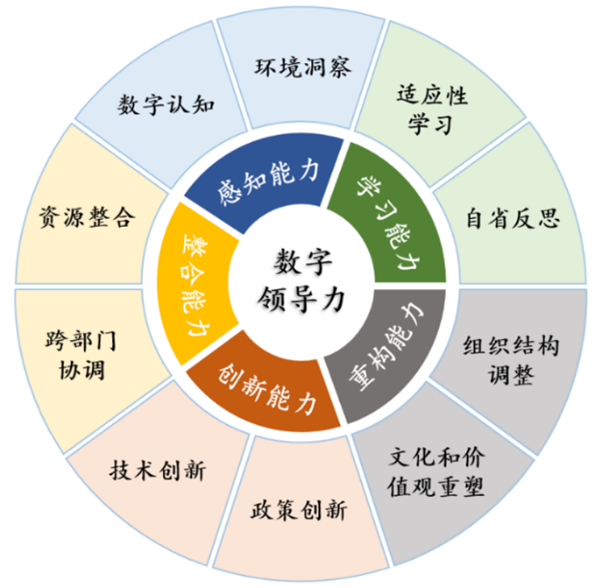 环境洞察
数字认知
适应性
学习
资源整合
自省反思
感知能力
学习能力
整合能力
数字
领导力
重构能力
创新能力
跨部门
协调
组织结构
调整
技术创新
政策创新
文化和价
值观重塑